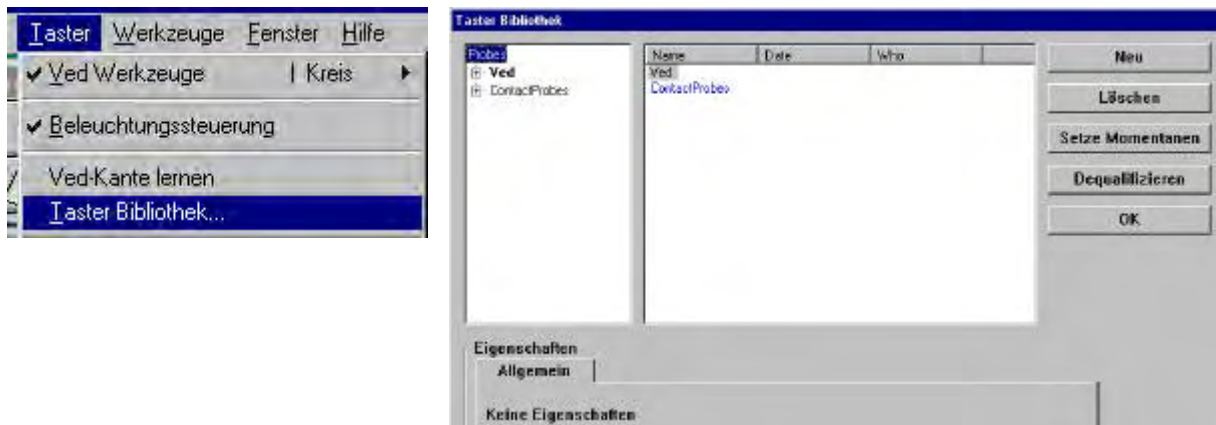 Taster Werkzeuge Fenster Hilfe
Ved Werkzeuge | Kreis
Beleuchtungssteuerung
Ved-Kante lernen
Taster Bibliothek...
Taster Bibliothek
Probes
Ved
ContactProbes
Name Date Who
Ved
ContactProbes
Neu
Löschen
Setze Momentanen
Dequalifizieren
OK
Eigenschaften
Allgemein
Keine Eigenschaften